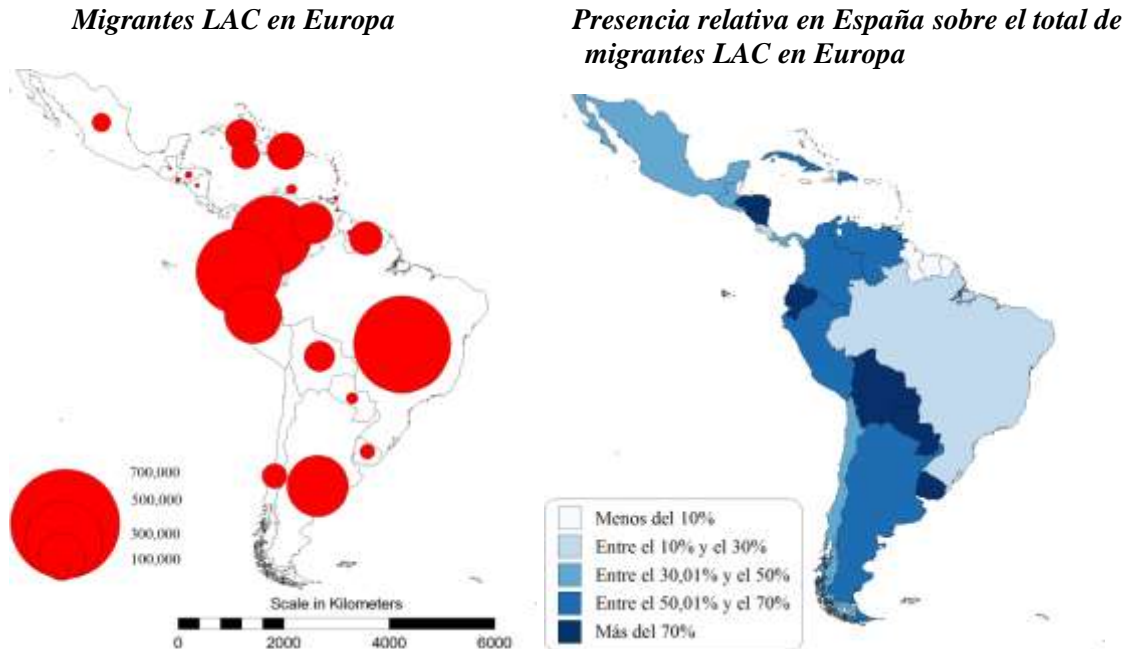 Migrantes LAC en Europa
Presencia relativa en España sobre el total de
migrantes LAC en Europa
700,000
500,000
300,000
100,000
Scale in Kilometers
0 2000 4000 6000
Menos del 10%
Entre el 10% y el 30%
Entre el 30,01% y el 50%
Entre el 50,01% y el 70%
Más del 70%